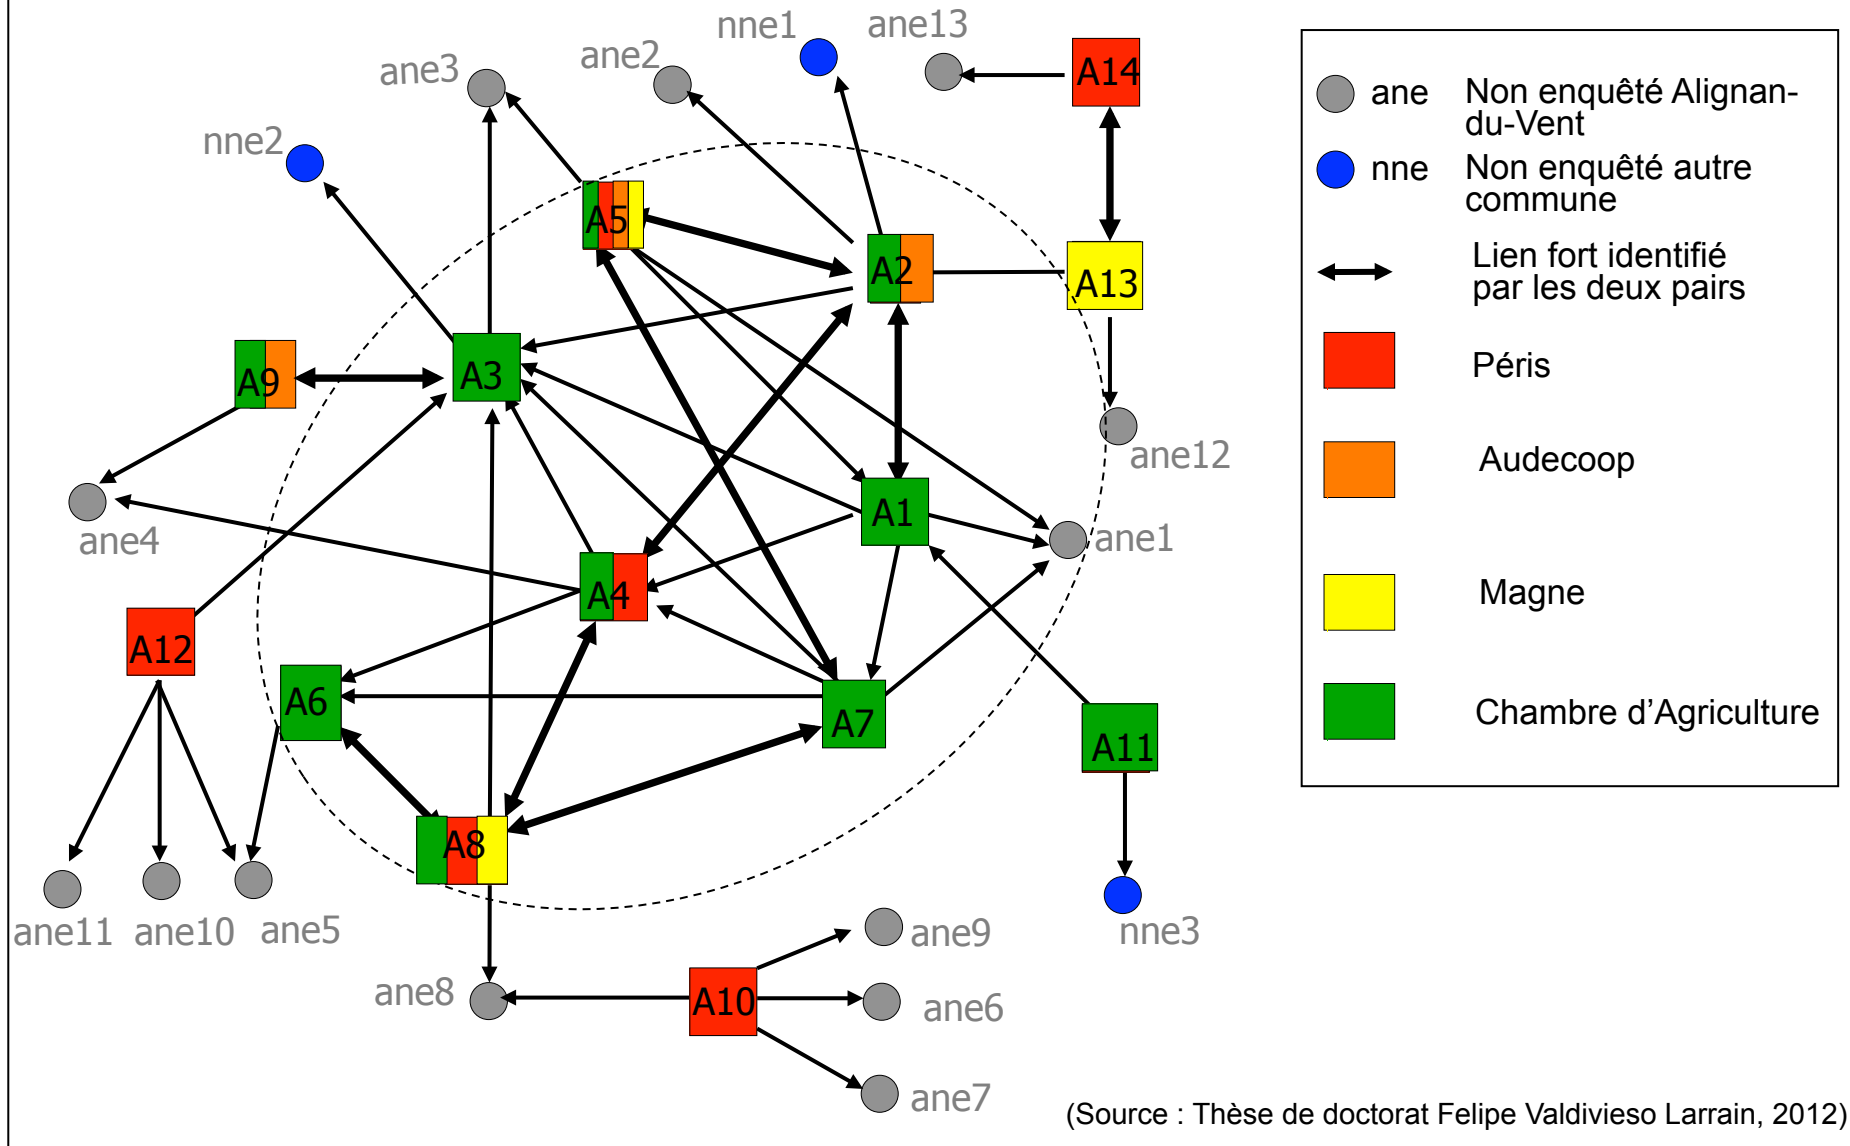 nne1
ane13
ane2
ane3
A14
nne2
A5
A2
A13
A9
A3
ane12
A1
ane4
ane1
A4
A12
A6
A7
A11
A8
ane11
ane10
ane5
ane9
nne3
ane8
A10
ane6
ane7
ane
Non enquêté Alignan-
du-Vent
nne
Non enquêté autre
commune
Lien fort identifié
par les deux pairs
Péris
Audecoop
Magne
Chambre d’Agriculture
(Source : Thèse de doctorat Felipe Valdivieso Larrain, 2012)